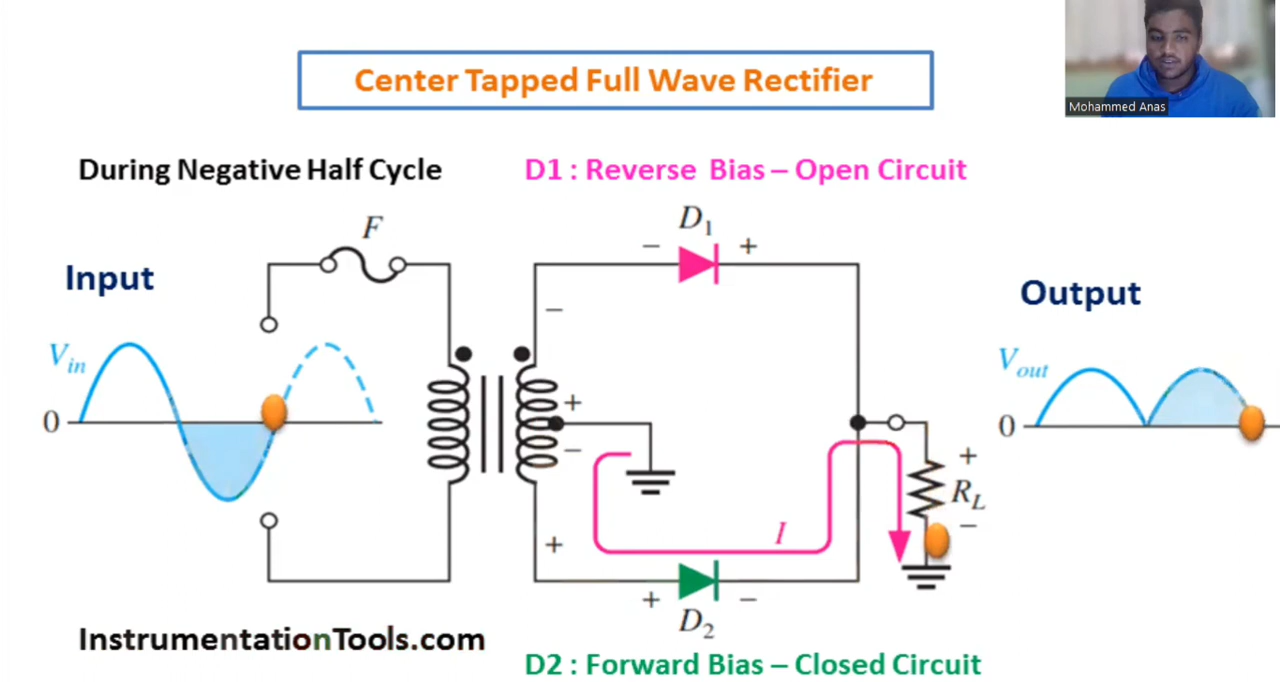 Mohammed Anas
Center Tapped Full Wave Rectifier
During Negative Half Cycle
D1 : Reverse Bias – Open Circuit
F
D1
− +
Input
Output
−
Vin
Vout
+
0
0
−
+
RL
−
+
I
+ −
D2
InstrumentationTools.com
D2 : Forward Bias – Closed Circuit